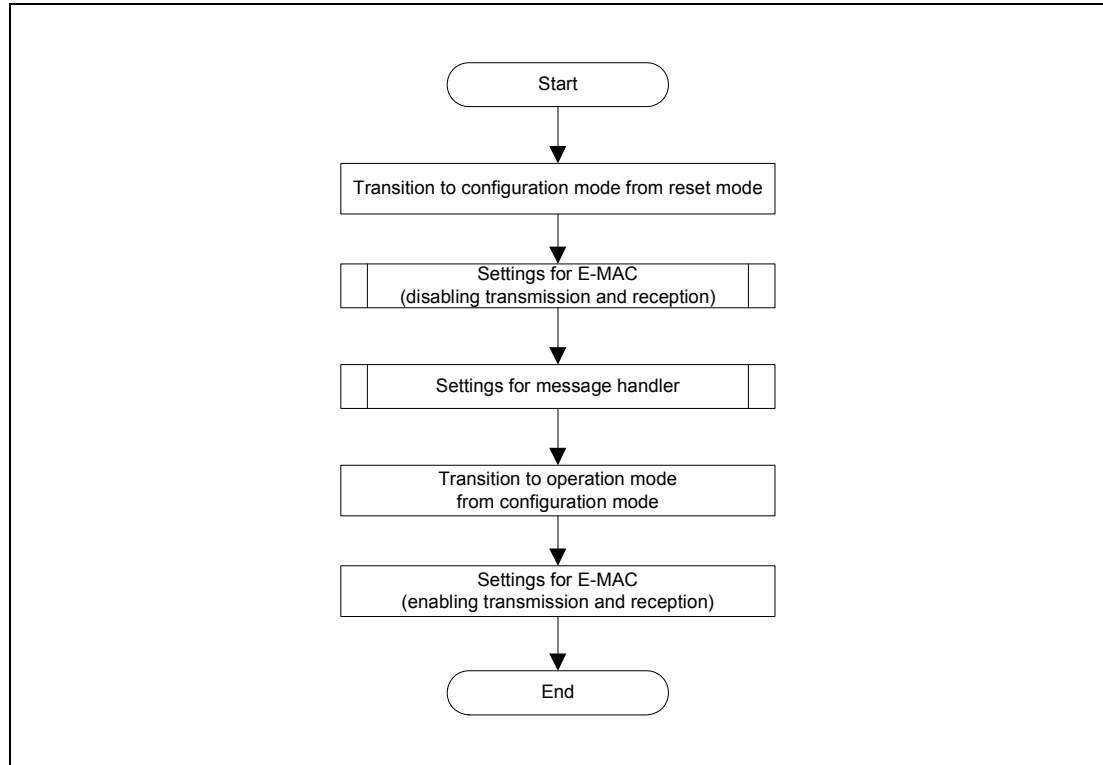 Start
Transition to configuration mode from reset mode
Settings for E-MAC
(disabling transmission and reception)
Settings for message handler
Transition to operation mode
from configuration mode
Settings for E-MAC
(enabling transmission and reception)
End